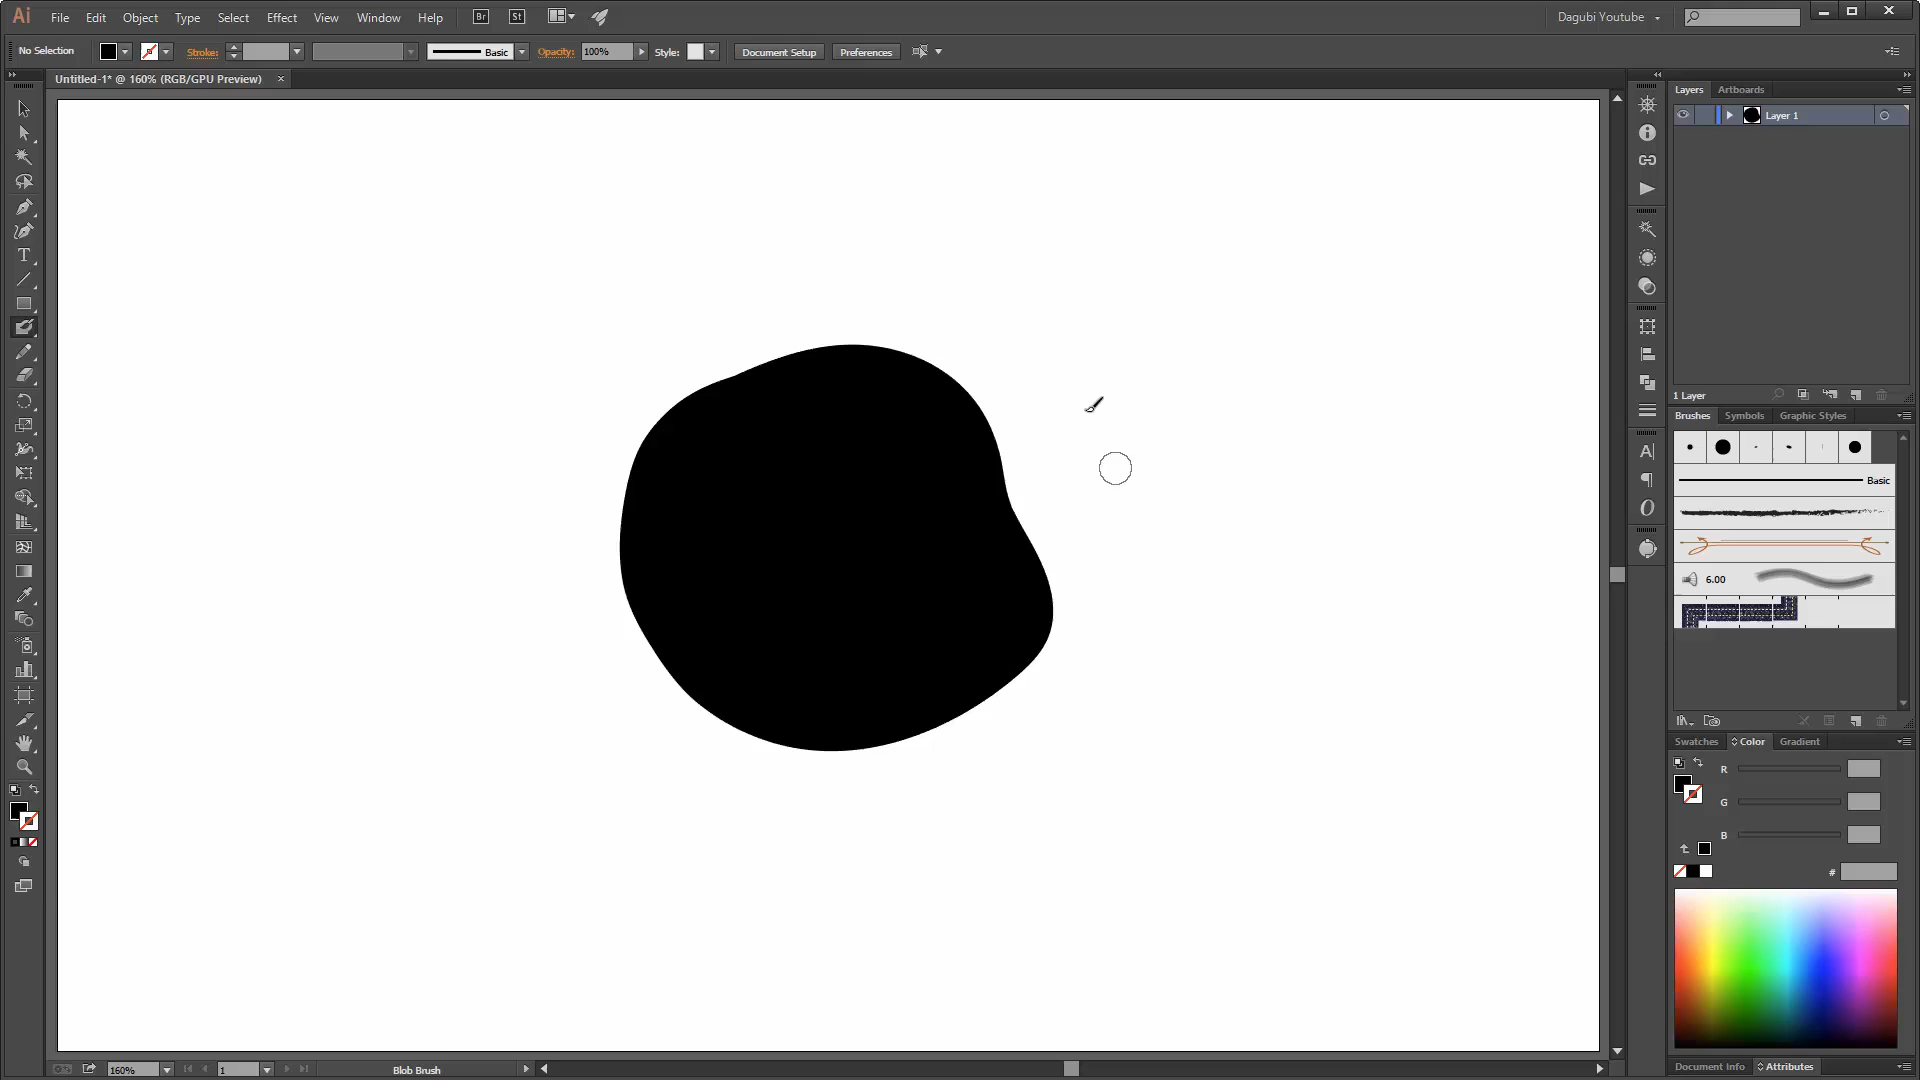 Ai File Edit Object Type Select Effect View Window Help Br St Dagubi Youtube
No Selection Stroke: Basic Opacity: 100% Style: Document Setup Preferences
Untitled-1* @ 160% (RGB/GPU Preview)
Layers Artboards
Layer 1
1 Layer
Brushes Symbols Graphic Styles
Basic
6.00
Swatches Color Gradient
R
G
B
#
Document Info Attributes
160% 1 Blob Brush